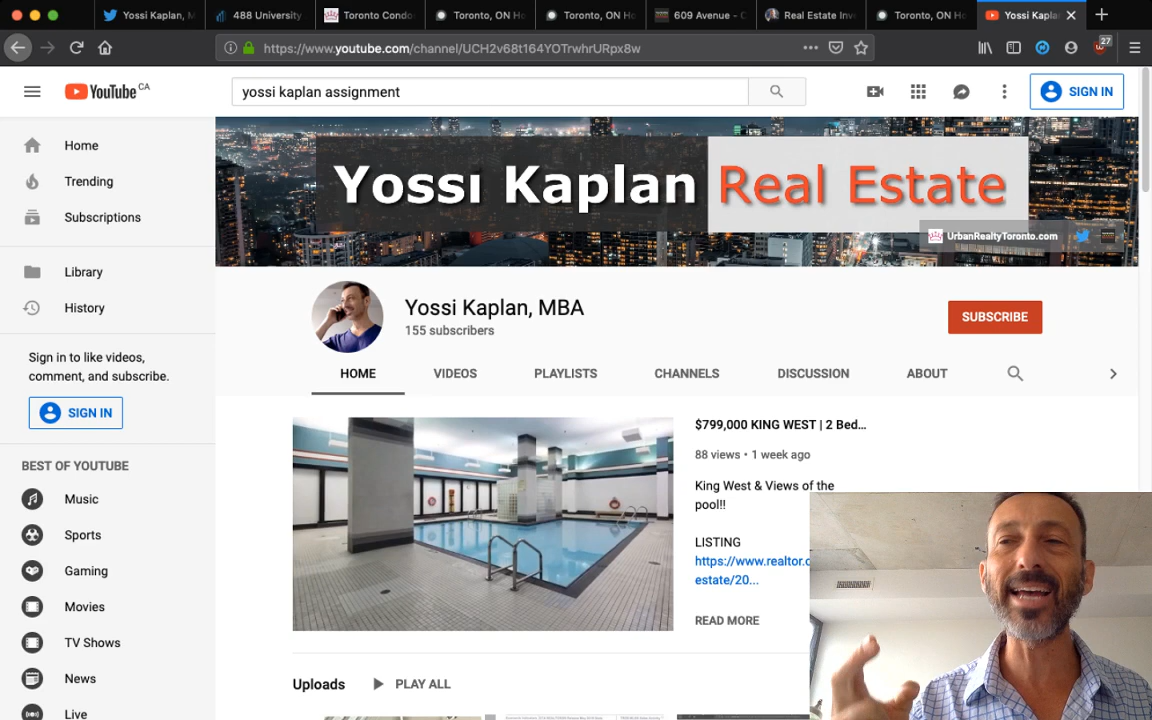 Yossi Kaplan, M
488 University
Toronto Condo
Toronto, ON Ho
Toronto, ON Ho
609 Avenue - C
Real Estate Inv
Toronto, ON Ho
Yossi Kaplan
https://www.youtube.com/channel/UCH2v68t164YOTrwhrURpx8w
27
YouTube CA
yossi kaplan assignment
SIGN IN
Home
Trending
Subscriptions
Library
History
Sign in to like videos,
comment, and subscribe.
SIGN IN
BEST OF YOUTUBE
Music
Sports
Gaming
Movies
TV Shows
News
Live
Yossi Kaplan Real Estate
UrbanRealtyToronto.com
Yossi Kaplan, MBA
155 subscribers
SUBSCRIBE
HOME
VIDEOS
PLAYLISTS
CHANNELS
DISCUSSION
ABOUT
$799,000 KING WEST | 2 Bed...
88 views • 1 week ago
King West & Views of the
pool!!
LISTING
https://www.realtor.c
estate/20...
READ MORE
Uploads
PLAY ALL